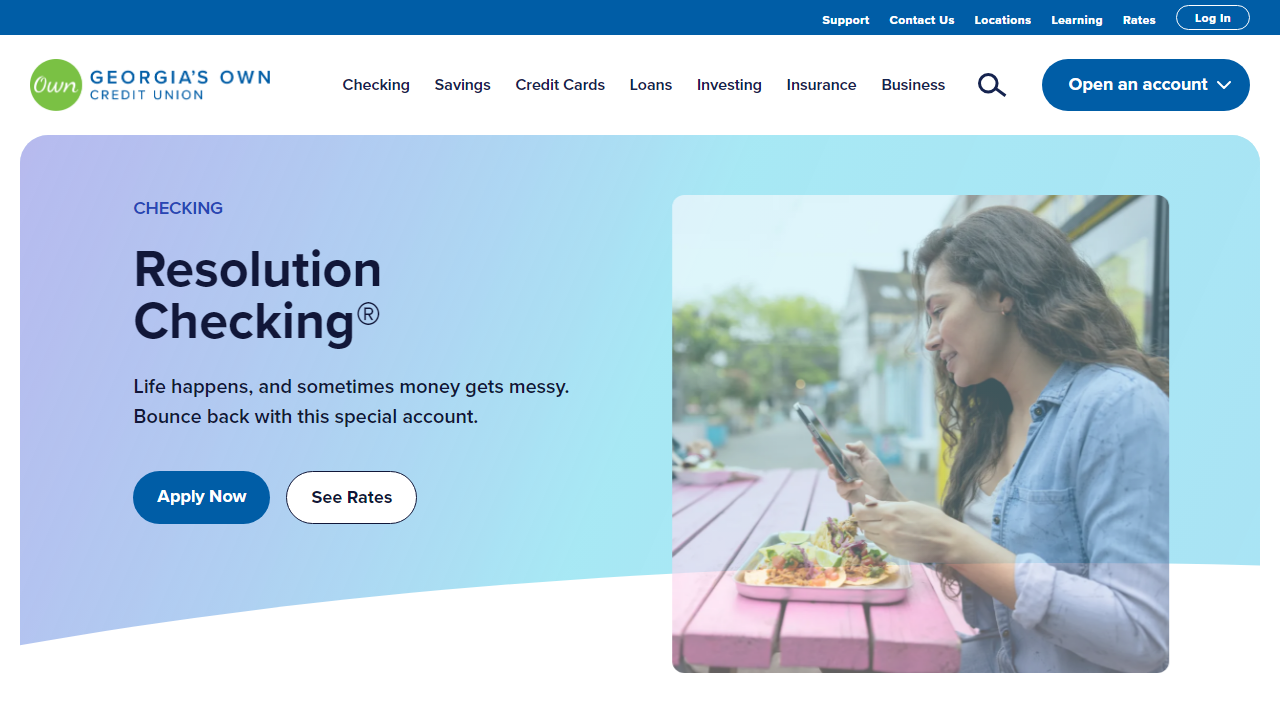 Support Contact Us Locations Learning Rates Log In
Own GEORGIA'S OWN
CREDIT UNION
Checking Savings Credit Cards Loans Investing Insurance Business Open an account
CHECKING
Resolution
Checking®
Life happens, and sometimes money gets messy.
Bounce back with this special account.
Apply Now See Rates